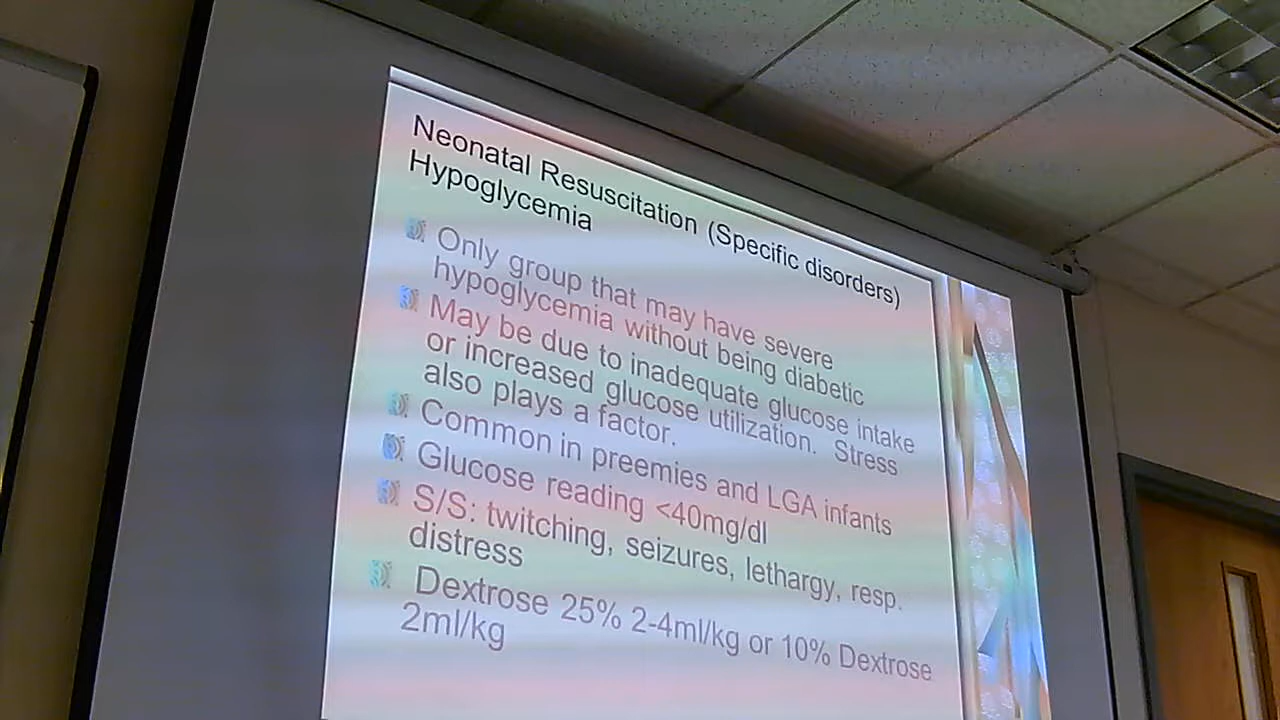 Neonatal Resuscitation (Specific disorders)
Hypoglycemia
Only group that may have severe
hypoglycemia without being diabetic
May be due to inadequate glucose intake
or increased glucose utilization. Stress
also plays a factor.
Common in preemies and LGA infants
Glucose reading <40mg/dl
S/S: twitching, seizures, lethargy, resp.
distress
Dextrose 25% 2-4ml/kg or 10% Dextrose
2ml/kg